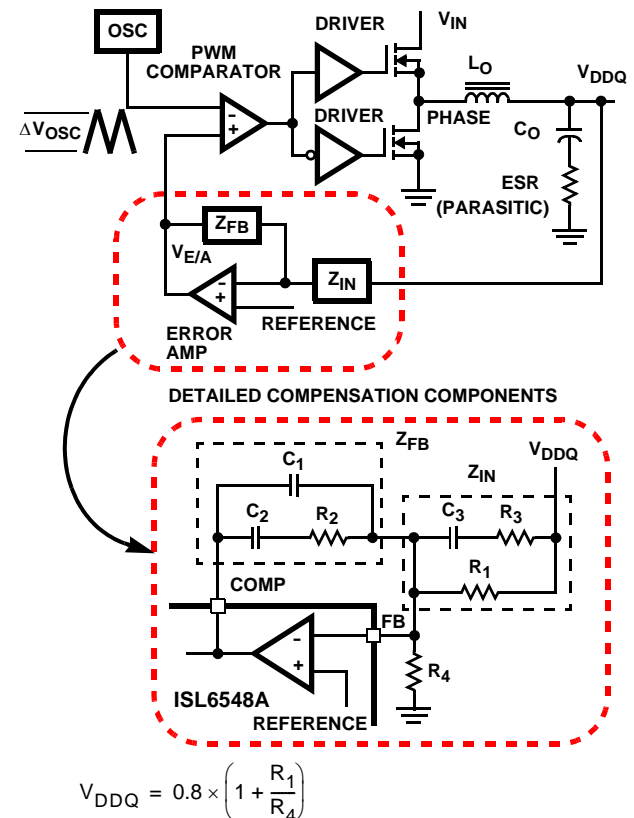 OSC
PWM
COMPARATOR
DRIVER
V_IN
- +
ΔV_OSC
DRIVER
L_O
V_DDQ
PHASE
C_O
ESR
(PARASITIC)
Z_FB
V_E/A
- +
Z_IN
ERROR
AMP
REFERENCE
DETAILED COMPENSATION COMPONENTS
Z_FB
C_1
C_2
R_2
Z_IN
V_DDQ
C_3
R_3
R_1
COMP
FB
- +
R_4
ISL6548A
REFERENCE
V_DDQ = 0.8 × (1 + R_1/R_4)